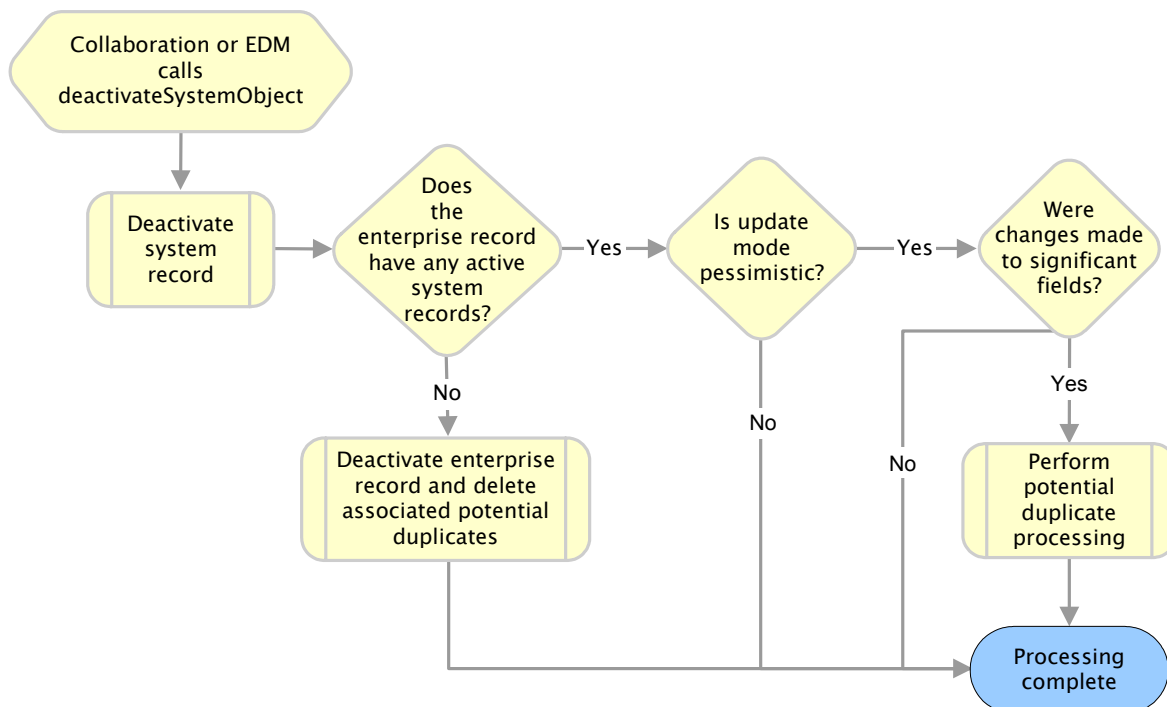 Collaboration or EDM
calls
deactivateSystemObject
Deactivate
system
record
Does
the
enterprise record
have any active
system
records?
Yes
Is update
mode
pessimistic?
Yes
Were
changes made
to significant
fields?
No
Deactivate enterprise
record and delete
associated potential
duplicates
No
No
Yes
Perform
potential
duplicate
processing
Processing
complete